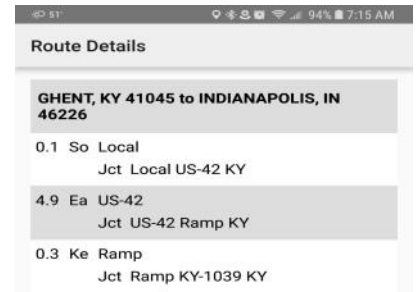 51° 94% 7:15 AM
Route Details
GHENT, KY 41045 to INDIANAPOLIS, IN
46226
0.1 So Local
Jct Local US-42 KY
4.9 Ea US-42
Jct US-42 Ramp KY
0.3 Ke Ramp
Jct Ramp KY-1039 KY